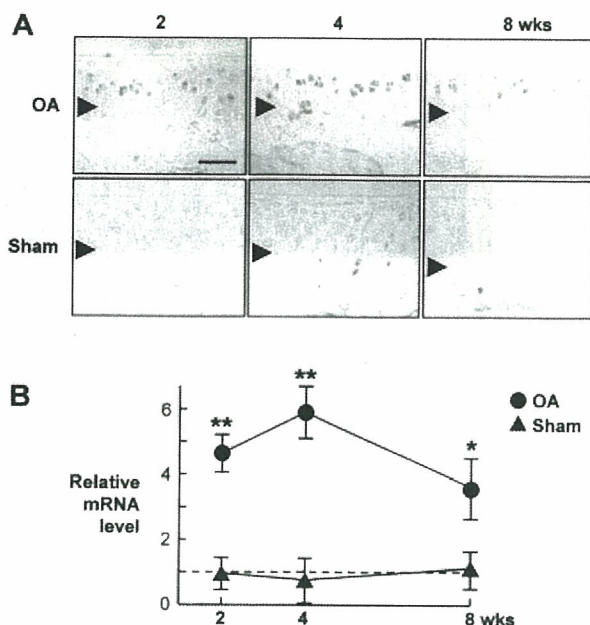 A
2 4 8 wks
OA
Sham
B
** ** *
OA
Sham
Relative
mRNA
level
6
4
2
0
2 4 8 wks